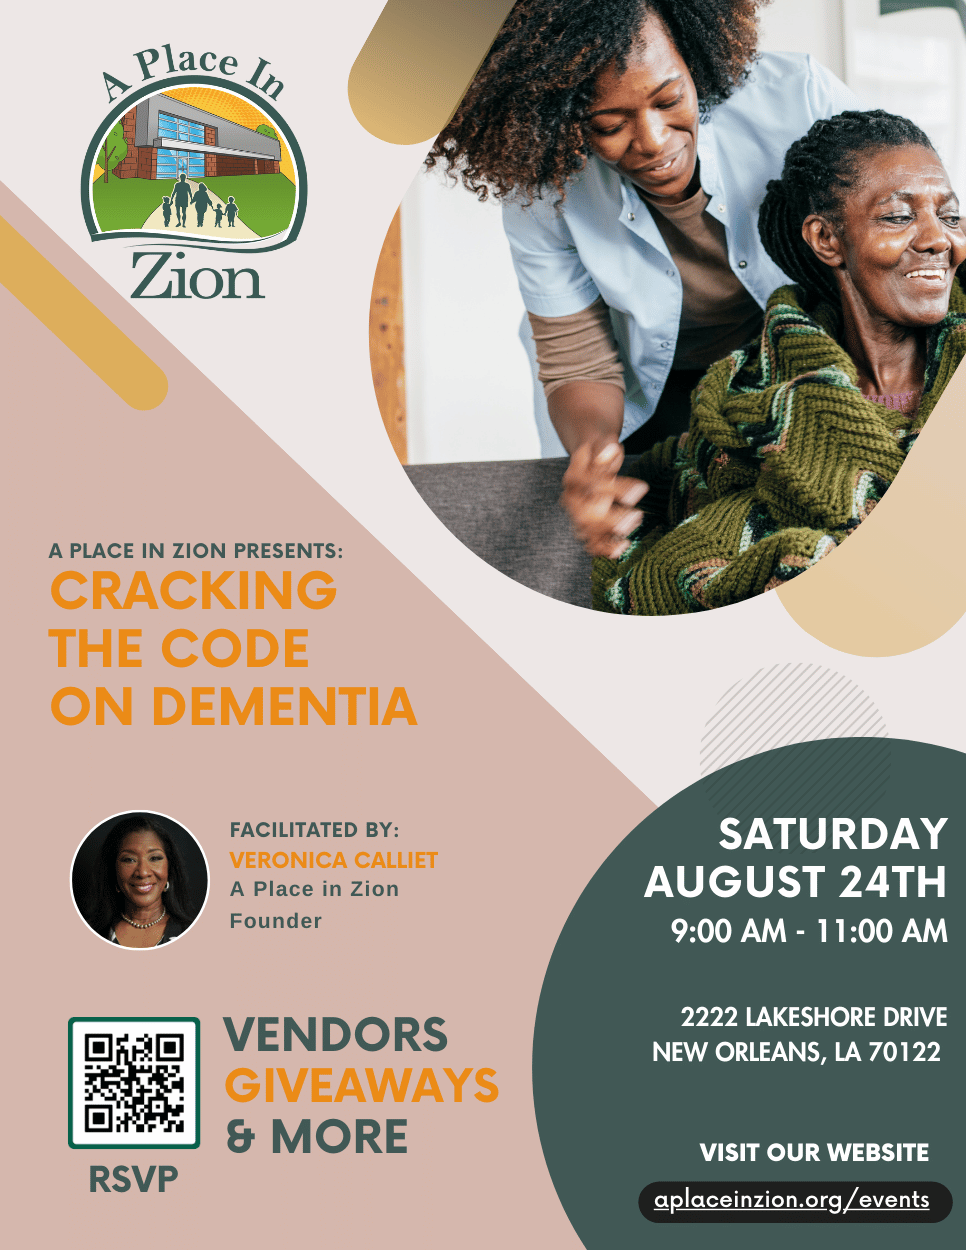 A Place In
Zion
A PLACE IN ZION PRESENTS:
CRACKING
THE CODE
ON DEMENTIA
FACILITATED BY:
VERONICA CALLIET
A Place in Zion
Founder
VENDORS
GIVEAWAYS
& MORE
RSVP
SATURDAY
AUGUST 24TH
9:00 AM - 11:00 AM
2222 LAKESHORE DRIVE
NEW ORLEANS, LA 70122
VISIT OUR WEBSITE
aplaceinzion.org/events